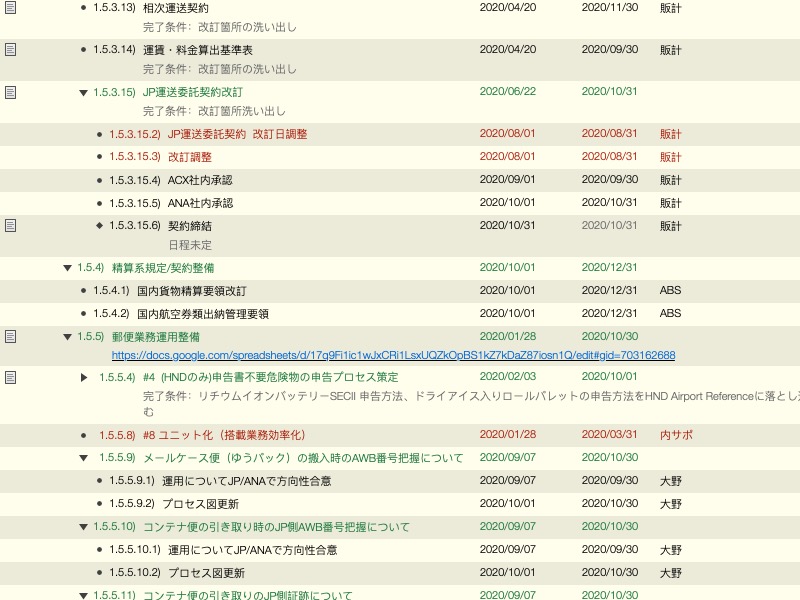 1.5.3.13) 相次運送契約 2020/04/20 2020/11/30 販計
完了条件: 改訂箇所の洗い出し
1.5.3.14) 運賃・料金算出基準表 2020/04/20 2020/09/30 販計
完了条件: 改訂箇所の洗い出し
1.5.3.15) JP運送委託契約改訂 2020/06/22 2020/10/31
完了条件: 改訂箇所洗い出し
1.5.3.15.2) JP運送委託契約 改訂日調整 2020/08/01 2020/08/31 販計
1.5.3.15.3) 改訂調整 2020/08/01 2020/08/31 販計
1.5.3.15.4) ACX社内承認 2020/09/01 2020/09/30 販計
1.5.3.15.5) ANA社内承認 2020/10/01 2020/10/31 販計
1.5.3.15.6) 契約締結 2020/10/31 2020/10/31 販計
日程未定
1.5.4) 精算系規定/契約整備 2020/10/01 2020/12/31
1.5.4.1) 国内貨物精算要領改訂 2020/10/01 2020/12/31 ABS
1.5.4.2) 国内航空券類出納管理要領 2020/10/01 2020/12/31 ABS
1.5.5) 郵便業務運用整備 2020/01/28 2020/10/30
https://docs.google.com/spreadsheets/d/17q9Fi1ic1wJxCRi1LsxUQZkOpBS1kZ7kDaZ87iosn1Q/edit#gid=703162688
1.5.5.4) #4 (HNDのみ)申告書不要危険物の申告プロセス策定 2020/02/03 2020/10/01
完了条件: リチウムイオンバッテリーSECII 申告方法、ドライアイス入りロールパレットの申告方法をHND Airport Referenceに落とし
む
1.5.5.8) #8 ユニット化（搭載業務効率化） 2020/01/28 2020/03/31 内サポ
1.5.5.9) メールケース便（ゆうパック）の搬入時のAWB番号把握について 2020/09/07 2020/10/30
1.5.5.9.1) 運用についてJP/ANAで方向性合意 2020/09/07 2020/09/30 大野
1.5.5.9.2) プロセス図更新 2020/10/01 2020/10/30 大野
1.5.5.10) コンテナ便の引き取り時のJP側AWB番号把握について 2020/09/07 2020/10/30
1.5.5.10.1) 運用についてJP/ANAで方向性合意 2020/09/07 2020/09/30 大野
1.5.5.10.2) プロセス図更新 2020/10/01 2020/10/30 大野
1.5.5.11) コンテナ便の引き取りのJP側証跡について 2020/09/07 2020/10/30